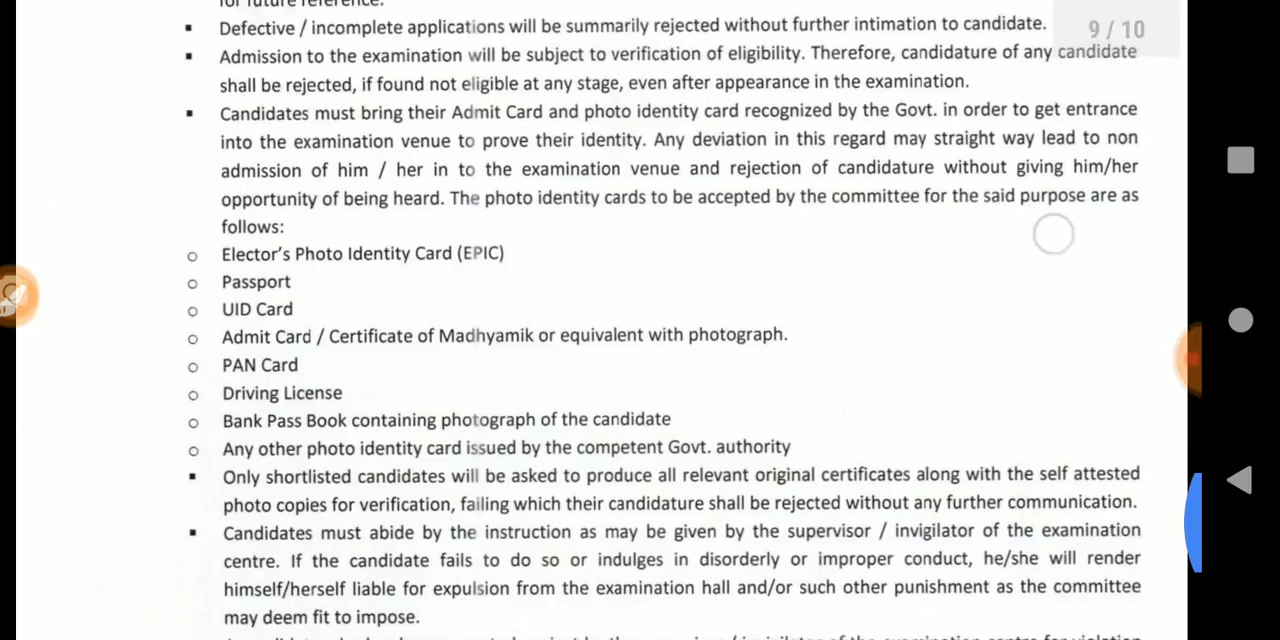 for future reference.
▪ Defective / incomplete applications will be summarily rejected without further intimation to candidate.
9 / 10
▪ Admission to the examination will be subject to verification of eligibility. Therefore, candidature of any candidate
shall be rejected, if found not eligible at any stage, even after appearance in the examination.
▪ Candidates must bring their Admit Card and photo identity card recognized by the Govt. in order to get entrance
into the examination venue to prove their identity. Any deviation in this regard may straight way lead to non
admission of him / her in to the examination venue and rejection of candidature without giving him/her
opportunity of being heard. The photo identity cards to be accepted by the committee for the said purpose are as
follows:
o Elector's Photo Identity Card (EPIC)
o Passport
o UID Card
o Admit Card / Certificate of Madhyamik or equivalent with photograph.
o PAN Card
o Driving License
o Bank Pass Book containing photograph of the candidate
o Any other photo identity card issued by the competent Govt. authority
▪ Only shortlisted candidates will be asked to produce all relevant original certificates along with the self attested
photo copies for verification, failing which their candidature shall be rejected without any further communication.
▪ Candidates must abide by the instruction as may be given by the supervisor / invigilator of the examination
centre. If the candidate fails to do so or indulges in disorderly or improper conduct, he/she will render
himself/herself liable for expulsion from the examination hall and/or such other punishment as the committee
may deem fit to impose.